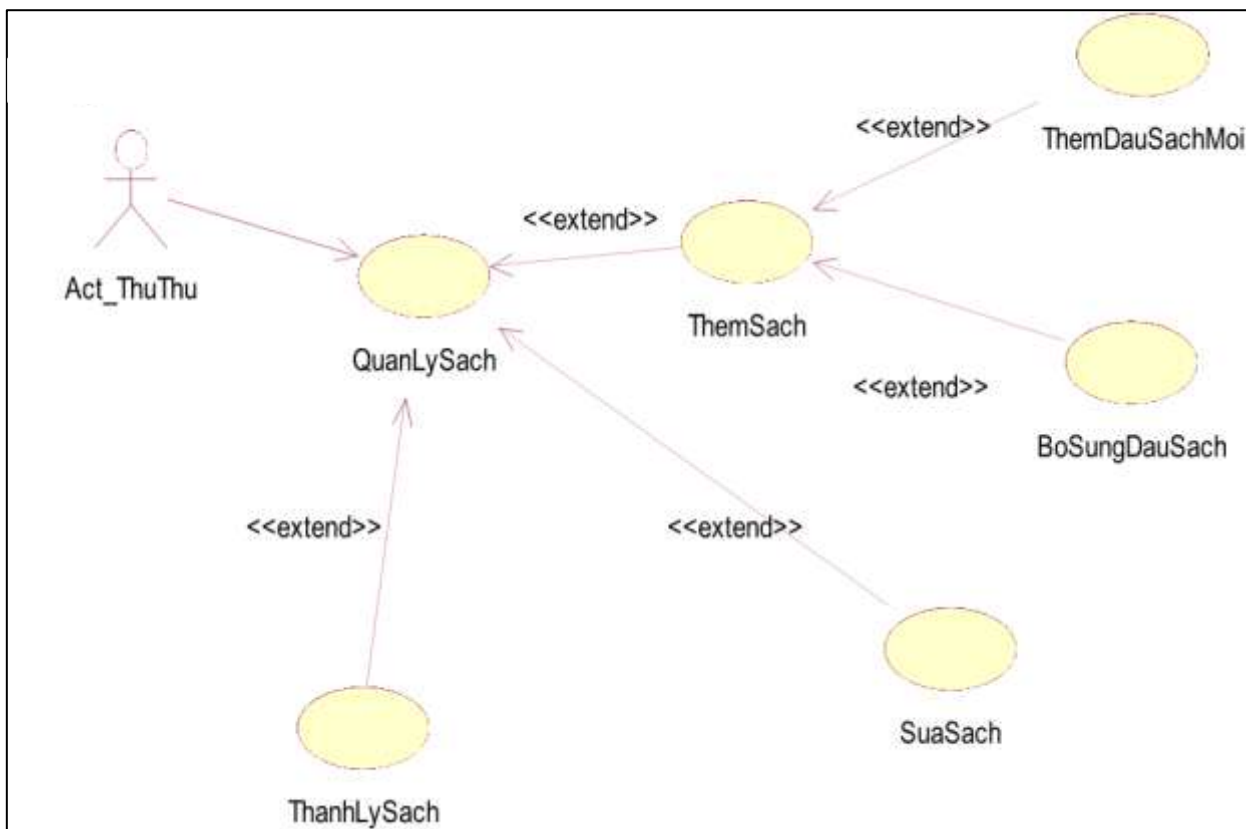 <<extend>>
ThemDauSachMoi
<<extend>>
Act_ThuThu
ThemSach
QuanLySach
<<extend>>
BoSungDauSach
<<extend>>
<<extend>>
SuaSach
ThanhLySach